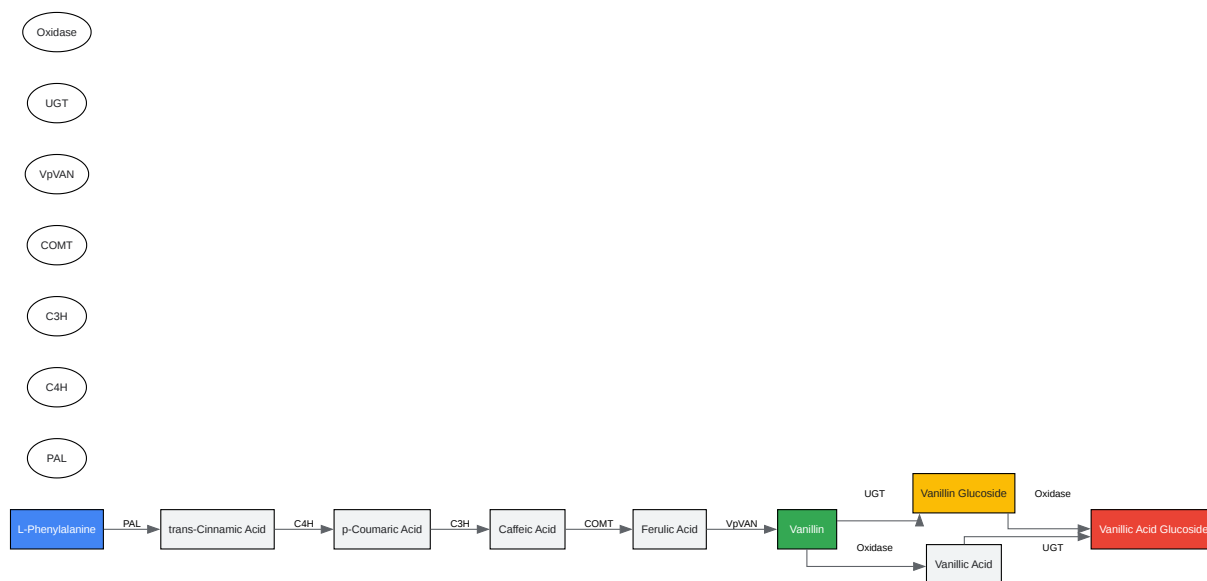 Oxidase
UGT
VpVAN
COMT
C3H
C4H
PAL
UGT
Vanillin Glucoside
Oxidase
L-Phenylalanine
PAL
trans-Cinnamic Acid
C4H
p-Coumaric Acid
C3H
Caffeic Acid
COMT
Ferulic Acid
VpVAN
Vanillin
Vanillic Acid Glucoside
Oxidase
Vanillic Acid
UGT